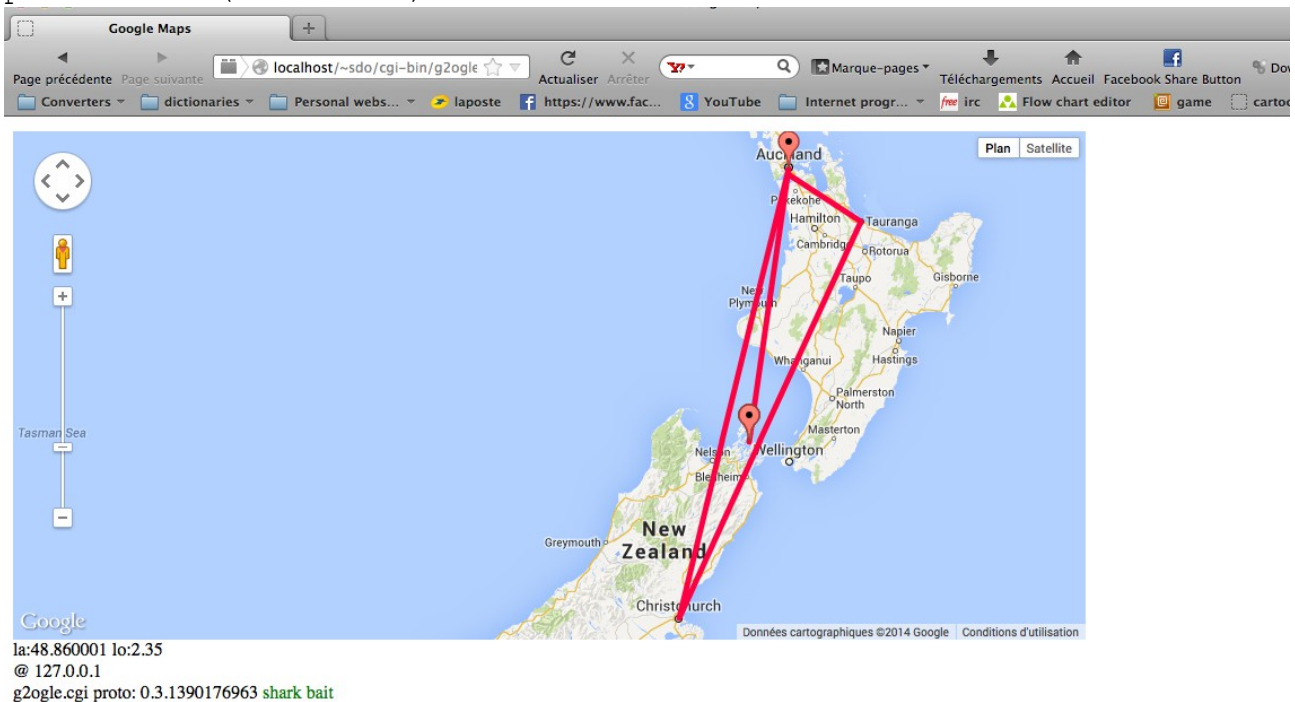 Google Maps
Page précédente Page suivante
localhost/~sdo/cgi-bin/g2ogle
Actualiser Arrêter
Marque-pages
Téléchargements Accueil Facebook Share Button
Converters dictionaries Personal webs... laposte https://www.fac... YouTube Internet progr... free irc Flow chart editor game
Plan Satellite
Auckland
Pukekohe
Hamilton
Tauranga
Cambridge
Rotorua
Taupo
Gisborne
New Plymouth
Napier
Whanganui
Hastings
Palmerston North
Masterton
Tasman Sea
Nelson
Wellington
Blenheim
New Zealand
Greymouth
Christchurch
Google
Données cartographiques ©2014 Google Conditions d'utilisation
la:48.860001 lo:2.35
@ 127.0.0.1
g2ogle.cgi proto: 0.3.1390176963 shark bait